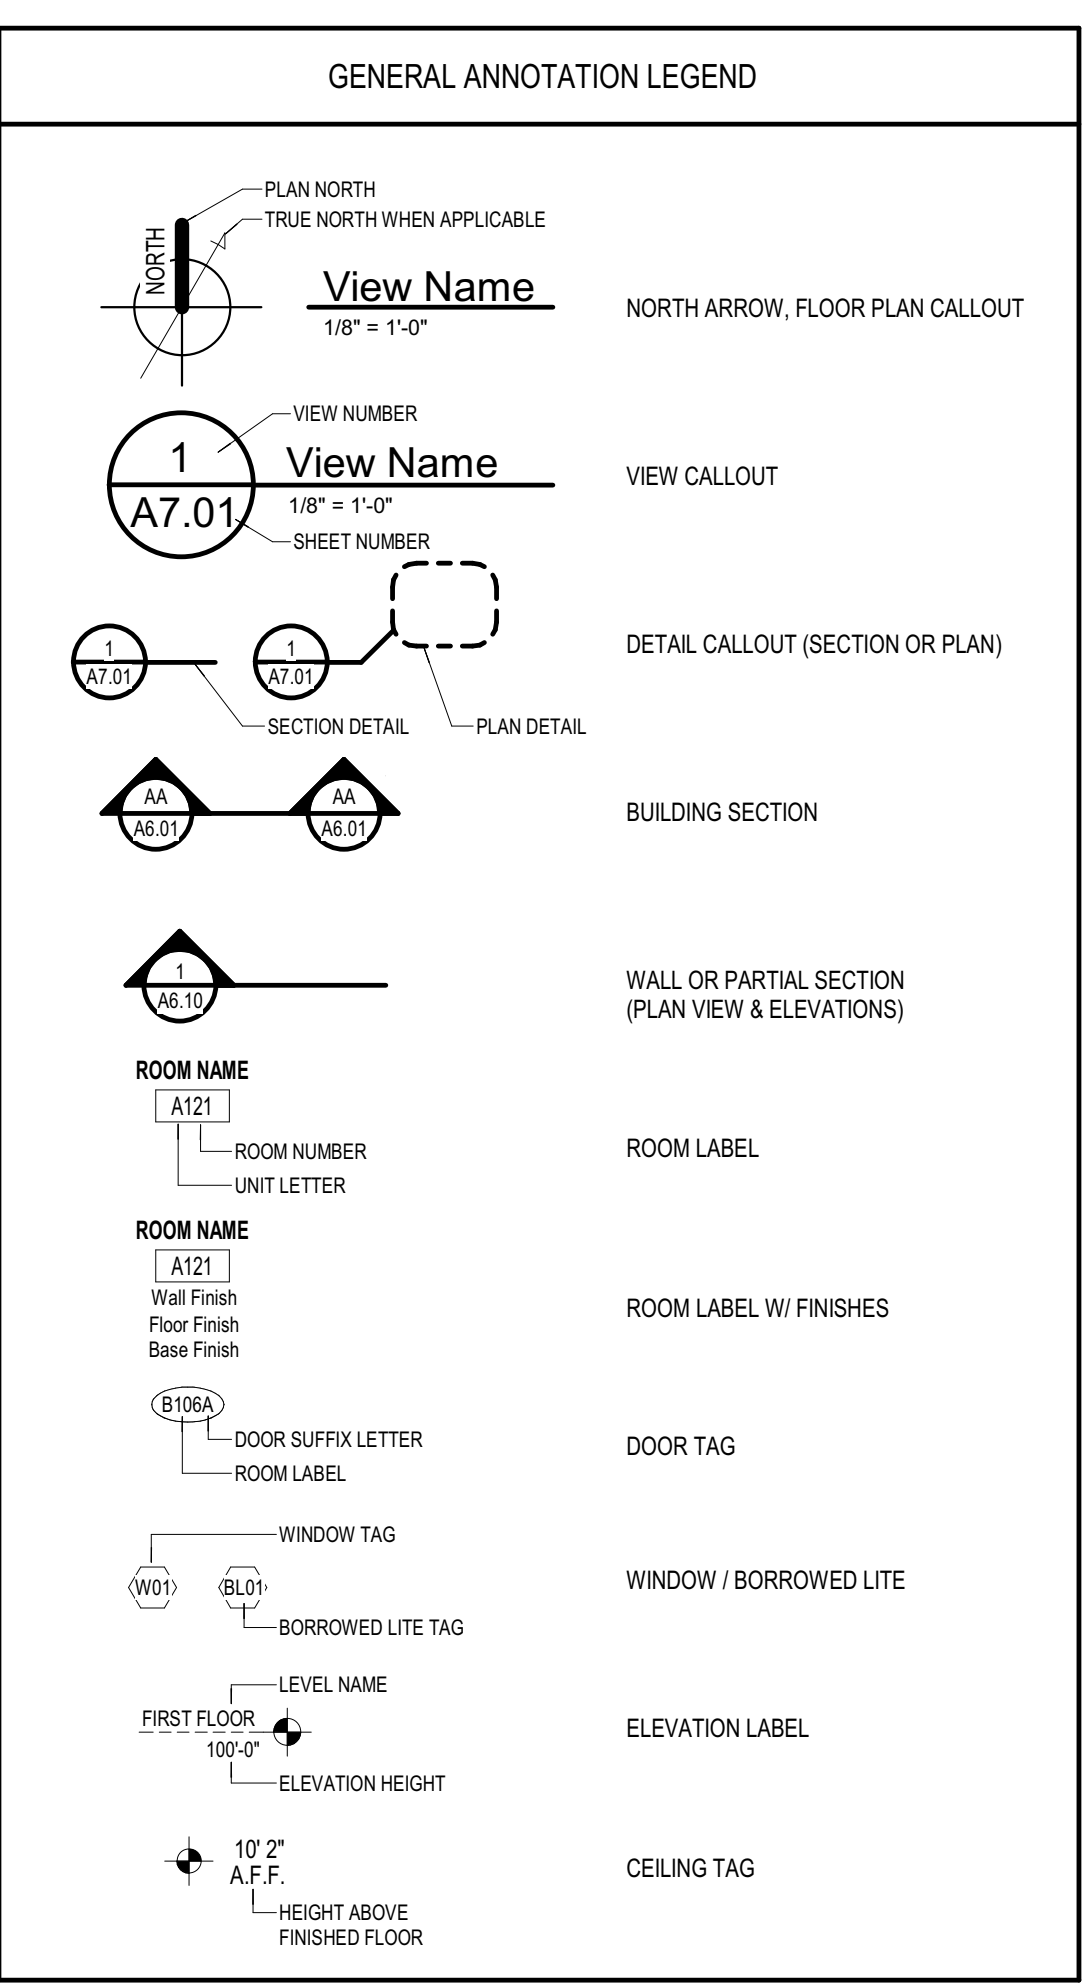 GENERAL ANNOTATION LEGEND
PLAN NORTH
TRUE NORTH WHEN APPLICABLE
NORTH
View Name
1/8" = 1'-0"
NORTH ARROW, FLOOR PLAN CALLOUT
VIEW NUMBER
1
View Name
A7.01
1/8" = 1'-0"
SHEET NUMBER
VIEW CALLOUT
1
A7.01
1
A7.01
SECTION DETAIL
PLAN DETAIL
DETAIL CALLOUT (SECTION OR PLAN)
AA
A6.01
AA
A6.01
BUILDING SECTION
1
A6.10
WALL OR PARTIAL SECTION
(PLAN VIEW & ELEVATIONS)
ROOM NAME
A121
ROOM NUMBER
UNIT LETTER
ROOM LABEL
ROOM NAME
A121
Wall Finish
Floor Finish
Base Finish
ROOM LABEL W/ FINISHES
B106A
DOOR SUFFIX LETTER
ROOM LABEL
DOOR TAG
WINDOW TAG
W01
BL01
BORROWED LITE TAG
WINDOW / BORROWED LITE
LEVEL NAME
FIRST FLOOR
100'-0"
ELEVATION HEIGHT
ELEVATION LABEL
10' 2"
A.F.F.
HEIGHT ABOVE
FINISHED FLOOR
CEILING TAG